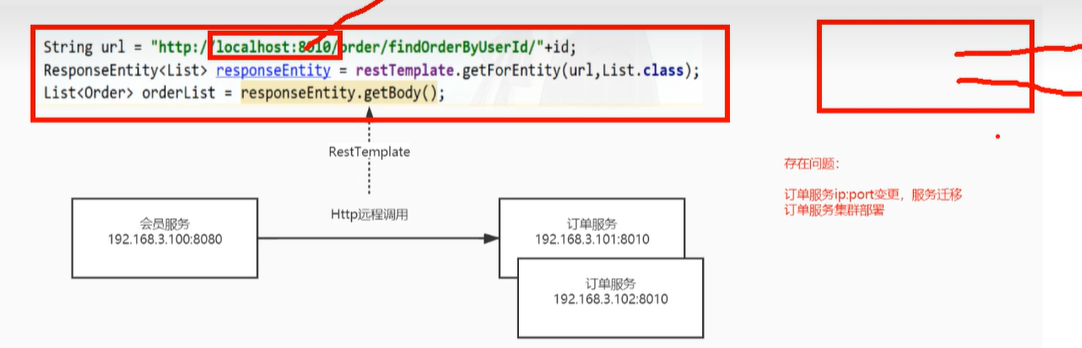 String url = "http://localhost:8010/order/findOrderByUserId/"+id;
ResponseEntity<List> responseEntity = restTemplate.getForEntity(url,List.class);
List<Order> orderList = responseEntity.getBody();
RestTemplate
Http远程调用
会员服务
192.168.3.100:8080
订单服务
192.168.3.101:8010
订单服务
192.168.3.102:8010
存在问题:
订单服务ip:port变更，服务迁移
订单服务集群部署